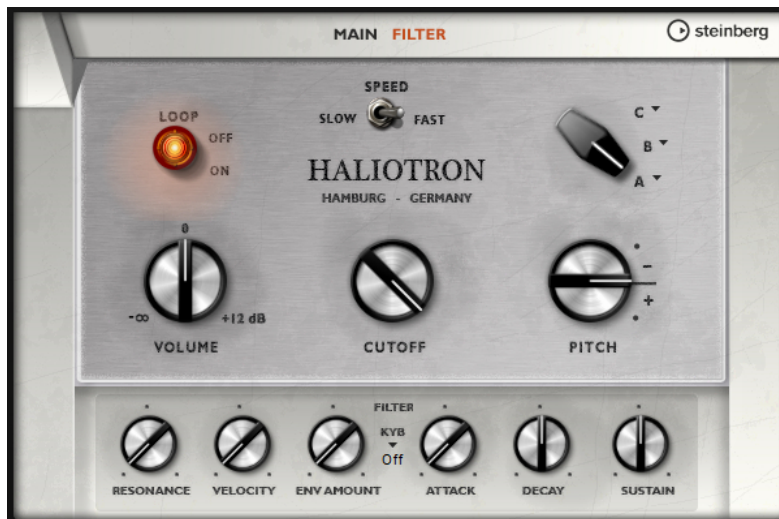 MAIN FILTER
steinberg
SPEED
SLOW FAST
LOOP
OFF
ON
C
B
A
HALIOTRON
HAMBURG - GERMANY
0
-∞ +12 dB
VOLUME
CUTOFF
−
+
PITCH
FILTER
KYB
Off
RESONANCE VELOCITY ENV AMOUNT ATTACK DECAY SUSTAIN